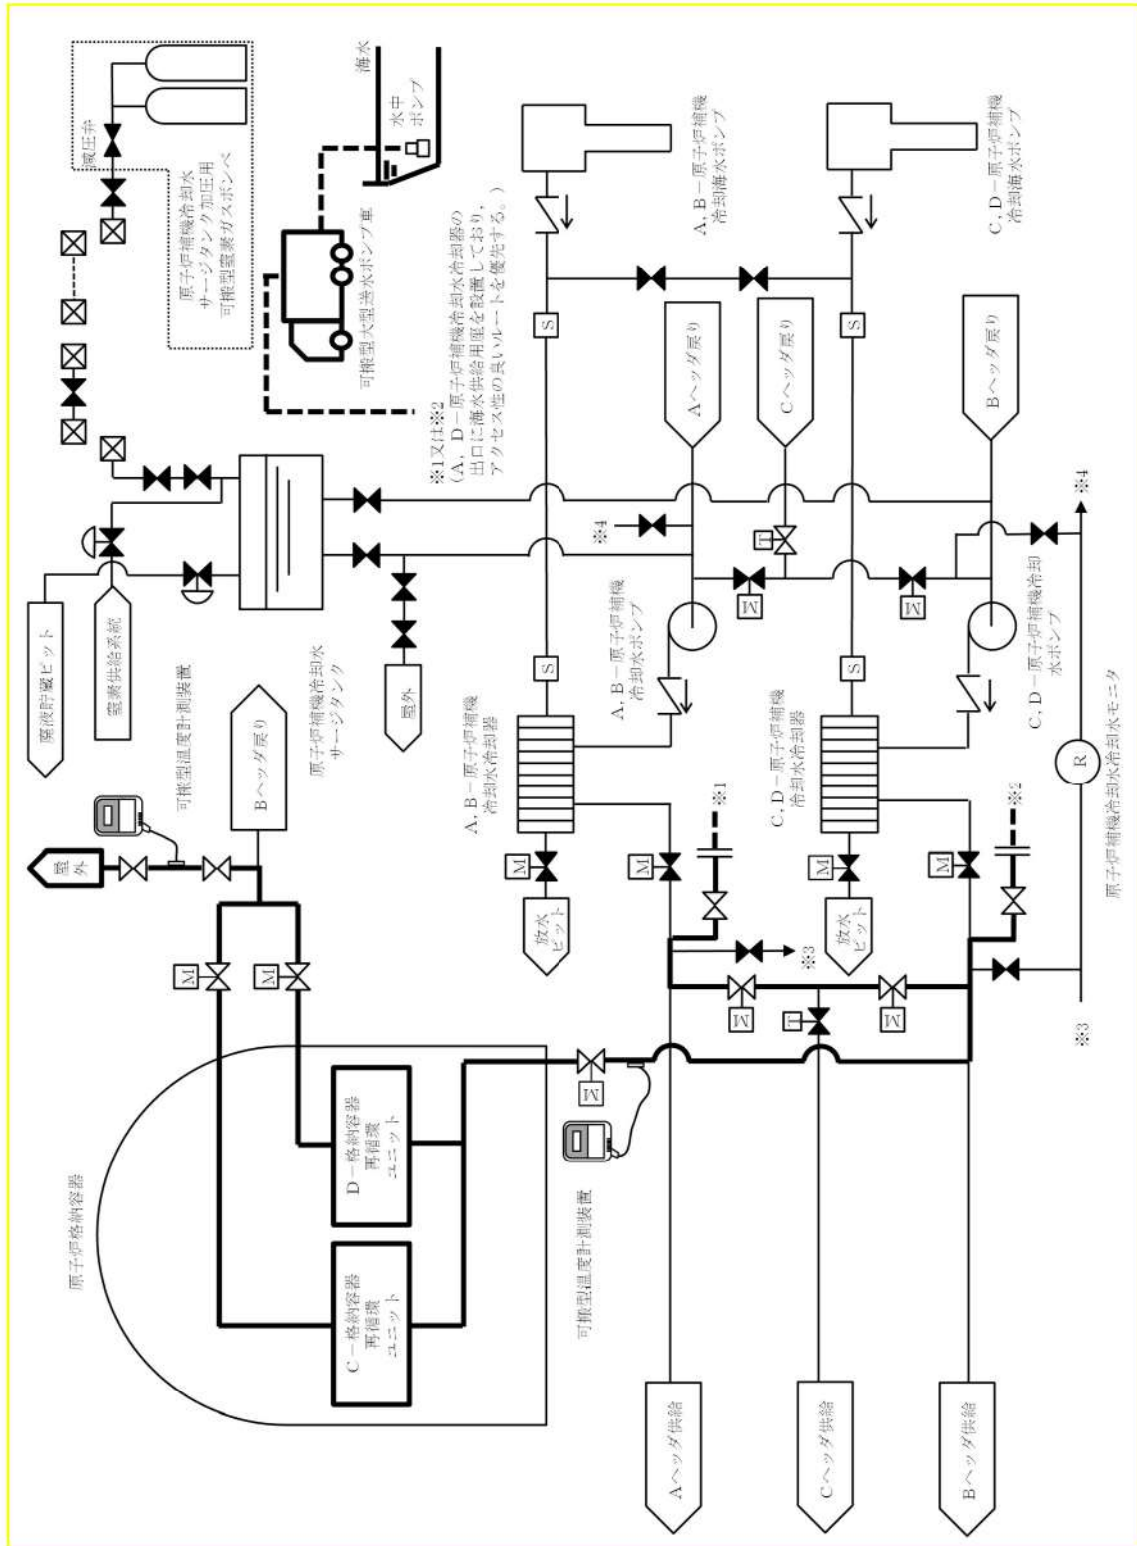 原子炉格納容器
C-格納容器
再循環
ユニット
D-格納容器
再循環
ユニット
M
M
屋外
可搬型温度計測装置
Bヘッダ戻り
廃液貯蔵ピット
窒素供給系統
原子炉補機冷却水
サージタンク
屋外
減圧弁
原子炉補機冷却水
サージタンク加圧用
可搬型窒素ガスボンベ
海水
水中
ポンプ
可搬型大型送水ポンプ車
※1又は※2
(A, D-原子炉補機冷却水冷却器の
出口に海水供給用座を設置しており,
アクセス性の良いルートを優先する。)
可搬型温度計測装置
M
A, B-原子炉補機
冷却水冷却器
M
放水
ピット
S
S
A, B-原子炉補機
冷却海水ポンプ
A, B-原子炉補機
冷却水ポンプ
※4
Aヘッダ戻り
M
※1
※3
Aヘッダ供給
M
T
M
Cヘッダ供給
M
T
M
Cヘッダ戻り
C, D-原子炉補機
冷却水冷却器
M
放水
ピット
S
S
C, D-原子炉補機
冷却海水ポンプ
Bヘッダ供給
M
※2
C, D-原子炉補機冷却
水ポンプ
Bヘッダ戻り
※3
R
原子炉補機冷却水冷却水モニタ
※4